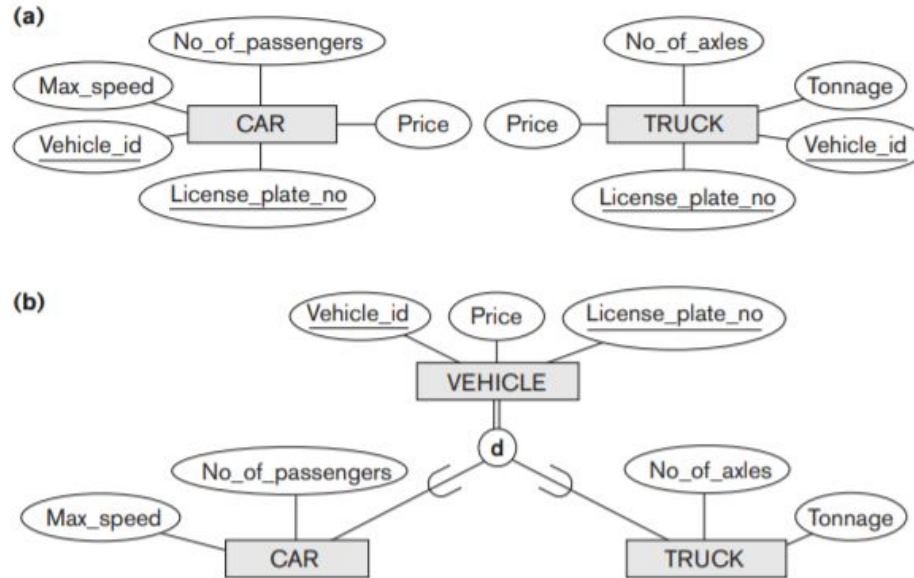 (a)
No_of_passengers
No_of_axles
Max_speed
Tonnage
CAR
Price
Price
TRUCK
Vehicle_id
Vehicle_id
License_plate_no
License_plate_no
(b)
Vehicle_id
Price
License_plate_no
VEHICLE
d
No_of_passengers
No_of_axles
Max_speed
Tonnage
CAR
TRUCK